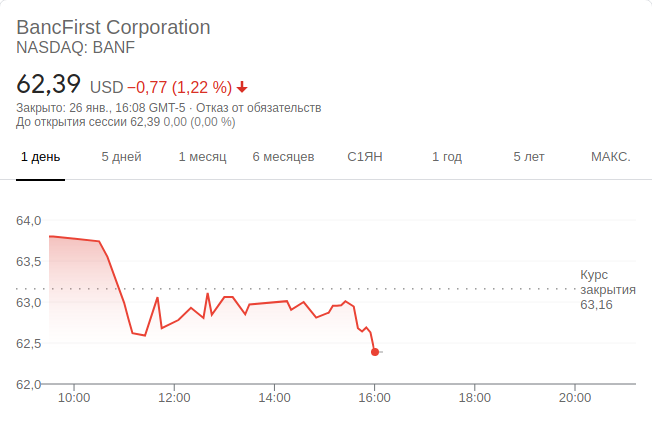 BancFirst Corporation
NASDAQ: BANF
62,39 USD −0,77 (1,22 %)
Закрыто: 26 янв., 16:08 GMT-5 · Отказ от обязательств
До открытия сессии 62,39 0,00 (0,00 %)
1 день 5 дней 1 месяц 6 месяцев С1ЯН 1 год 5 лет МАКС.
64,0
63,5
Курс
закрытия
63,16
63,0
62,5
62,0
10:00 12:00 14:00 16:00 18:00 20:00